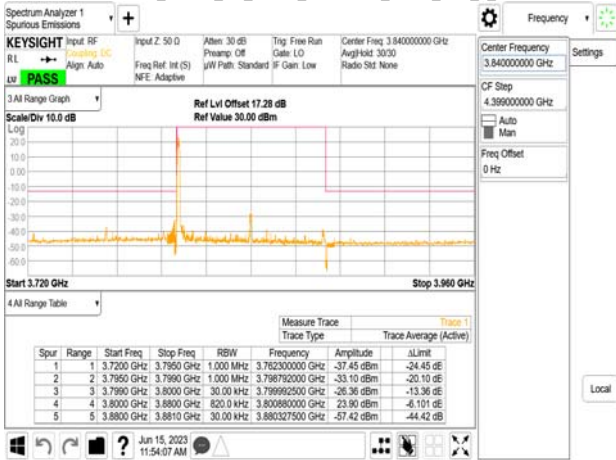 Spectrum Analyzer 1
Spurious Emissions
Frequency
KEYSIGHT
RL
LV PASS
Input: RF
Coupling: DC
Align: Auto
Input Z: 50 Ω
Freq Ref: Int (S)
NFE: Adaptive
Atten: 30 dB
Preamp: Off
µW Path: Standard
Trig: Free Run
Gate: LO
IF Gain: Low
Center Freq: 3.840000000 GHz
Avg|Hold: 30/30
Radio Std: None
Center Frequency
3.840000000 GHz
Settings
CF Step
4.399000000 GHz
Auto
Man
Freq Offset
0 Hz
Local
3 All Range Graph
Scale/Div 10.0 dB
Ref Lvl Offset 17.28 dB
Ref Value 30.00 dBm
Log
20.0
10.0
0.00
-10.0
-20.0
-30.0
-40.0
-50.0
-60.0
Start 3.720 GHz
Stop 3.960 GHz
4 All Range Table
Measure Trace Trace 1
Trace Type Trace Average (Active)
Spur Range Start Freq Stop Freq RBW Frequency Amplitude ΔLimit
1 1 3.7200 GHz 3.7950 GHz 1.000 MHz 3.762300000 GHz -37.45 dBm -24.45 dB
2 2 3.7950 GHz 3.7990 GHz 1.000 MHz 3.798792000 GHz -33.10 dBm -20.10 dB
3 3 3.7990 GHz 3.8000 GHz 30.00 kHz 3.799992500 GHz -26.36 dBm -13.36 dB
4 4 3.8000 GHz 3.8800 GHz 820.0 kHz 3.800880000 GHz 23.90 dBm -6.101 dB
5 5 3.8800 GHz 3.8810 GHz 30.00 kHz 3.880327500 GHz -57.42 dBm -44.42 dB
?
Jun 15, 2023
11:54:07 AM